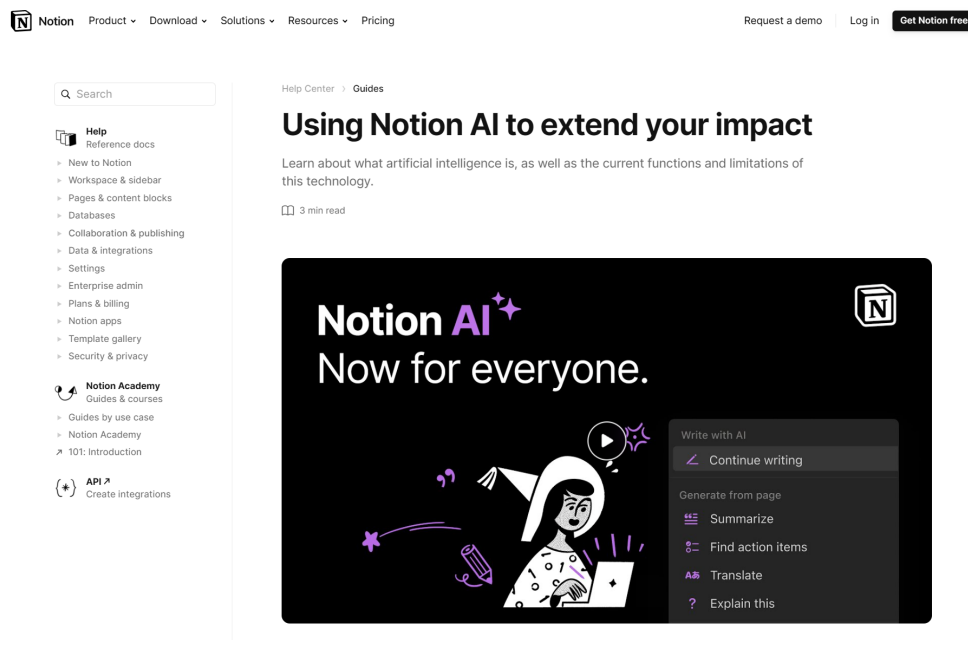 Notion Product Download Solutions Resources Pricing Request a demo Log in Get Notion free
Search
Help Center > Guides
Using Notion AI to extend your impact
Learn about what artificial intelligence is, as well as the current functions and limitations of
this technology.
3 min read
Help
Reference docs
New to Notion
Workspace & sidebar
Pages & content blocks
Databases
Collaboration & publishing
Data & integrations
Settings
Enterprise admin
Plans & billing
Notion apps
Template gallery
Security & privacy
Notion Academy
Guides & courses
Guides by use case
Notion Academy
↗ 101: Introduction
API ↗
Create integrations
Notion AI
Now for everyone.
N
Write with AI
Continue writing
Generate from page
Summarize
Find action items
Translate
Explain this